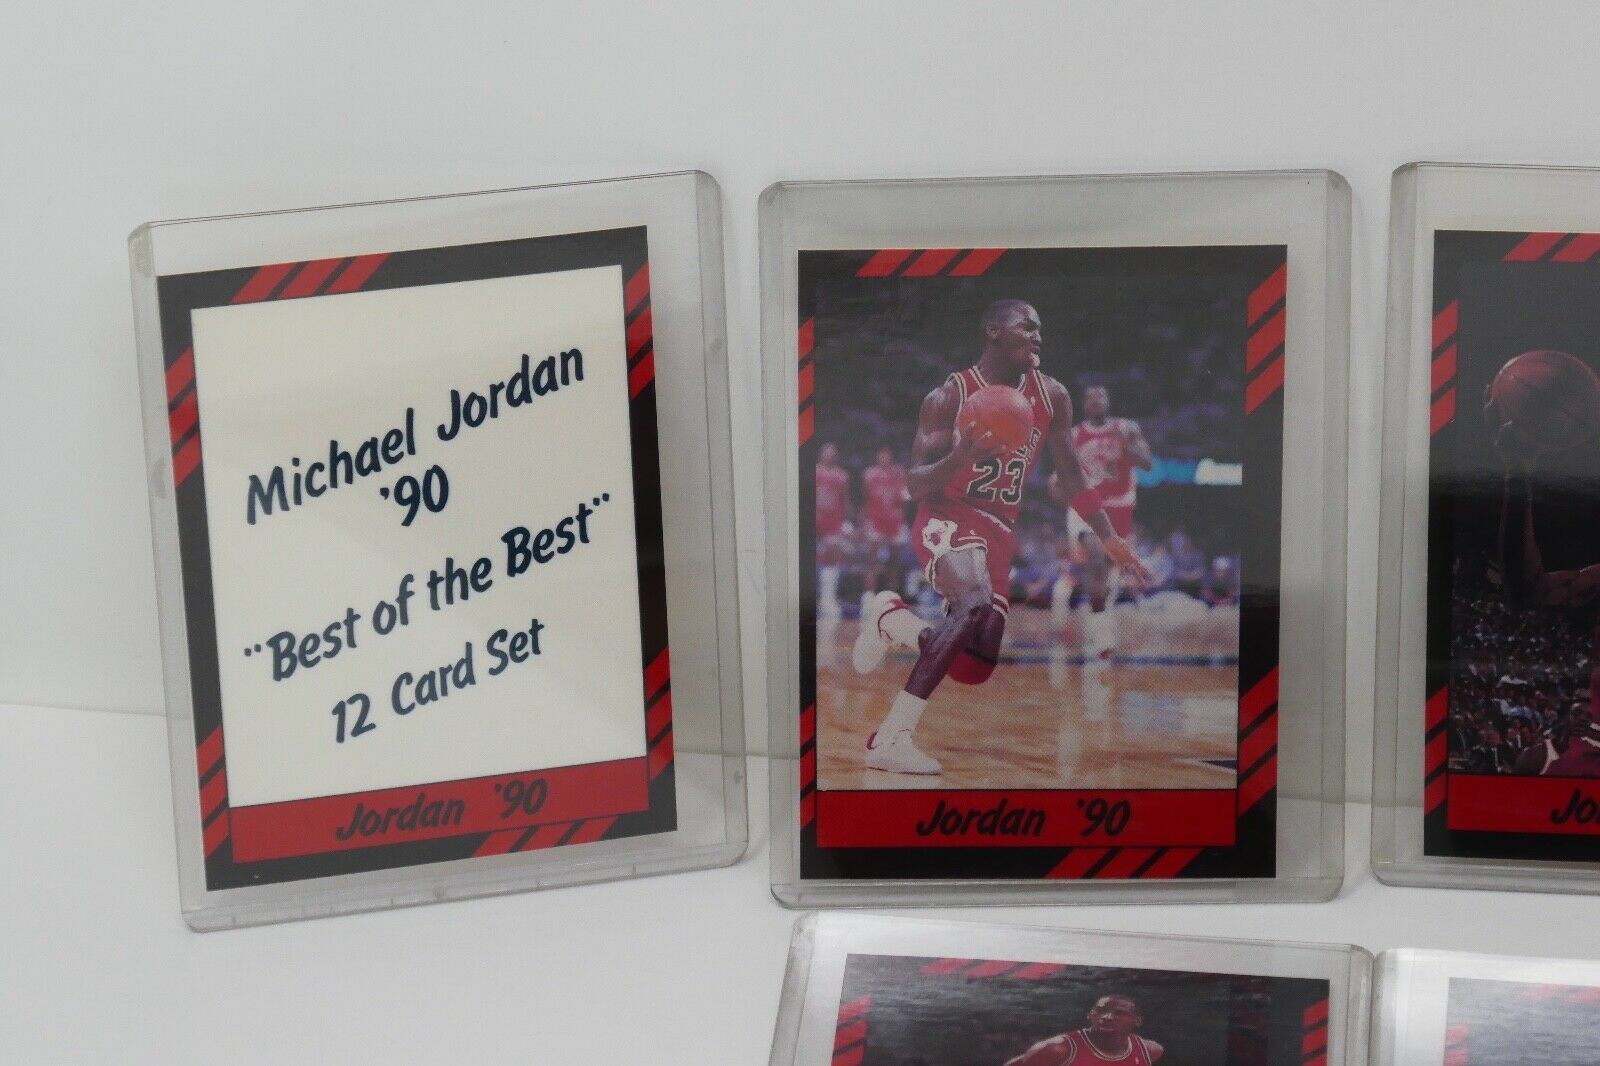 Michael Jordan
'90
"Best of the Best"
12 Card Set
Jordan '90
23
Jordan '90